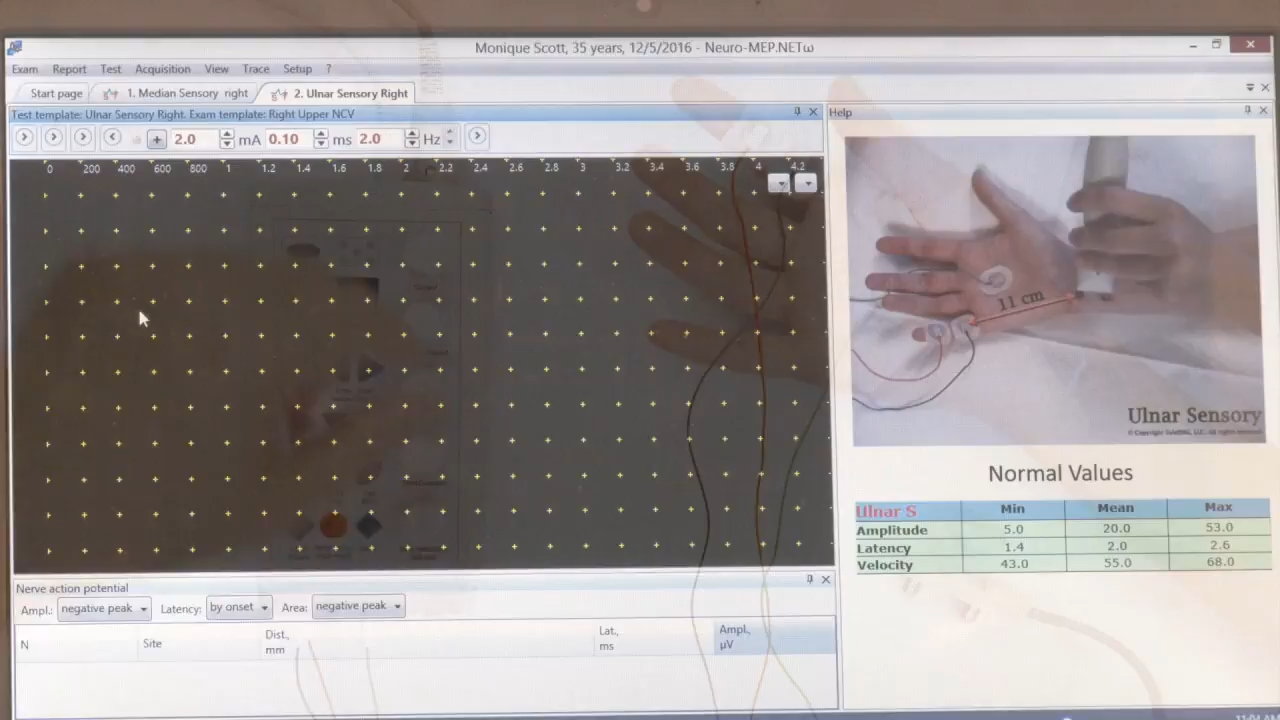 Monique Scott, 35 years, 12/5/2016 - Neuro-MEP.NETω
Exam Report Test Acquisition View Trace Setup ?
Start page 1. Median Sensory right 2. Ulnar Sensory Right
Test template: Ulnar Sensory Right. Exam template: Right Upper NCV
Help
2.0 mA 0.10 ms 2.0 Hz
0 200 400 600 800 1 1.2 1.4 1.6 1.8 2 2.2 2.4 2.6 2.8 3 3.2 3.4 3.6 3.8 4 4.2
11 cm
Ulnar Sensory
Normal Values
Ulnar S Min Mean Max
Amplitude 5.0 20.0 53.0
Latency 1.4 2.0 2.6
Velocity 43.0 55.0 68.0
Nerve action potential
Ampl.: negative peak Latency: by onset Area: negative peak
N Site Dist., mm Lat., ms Ampl., µV